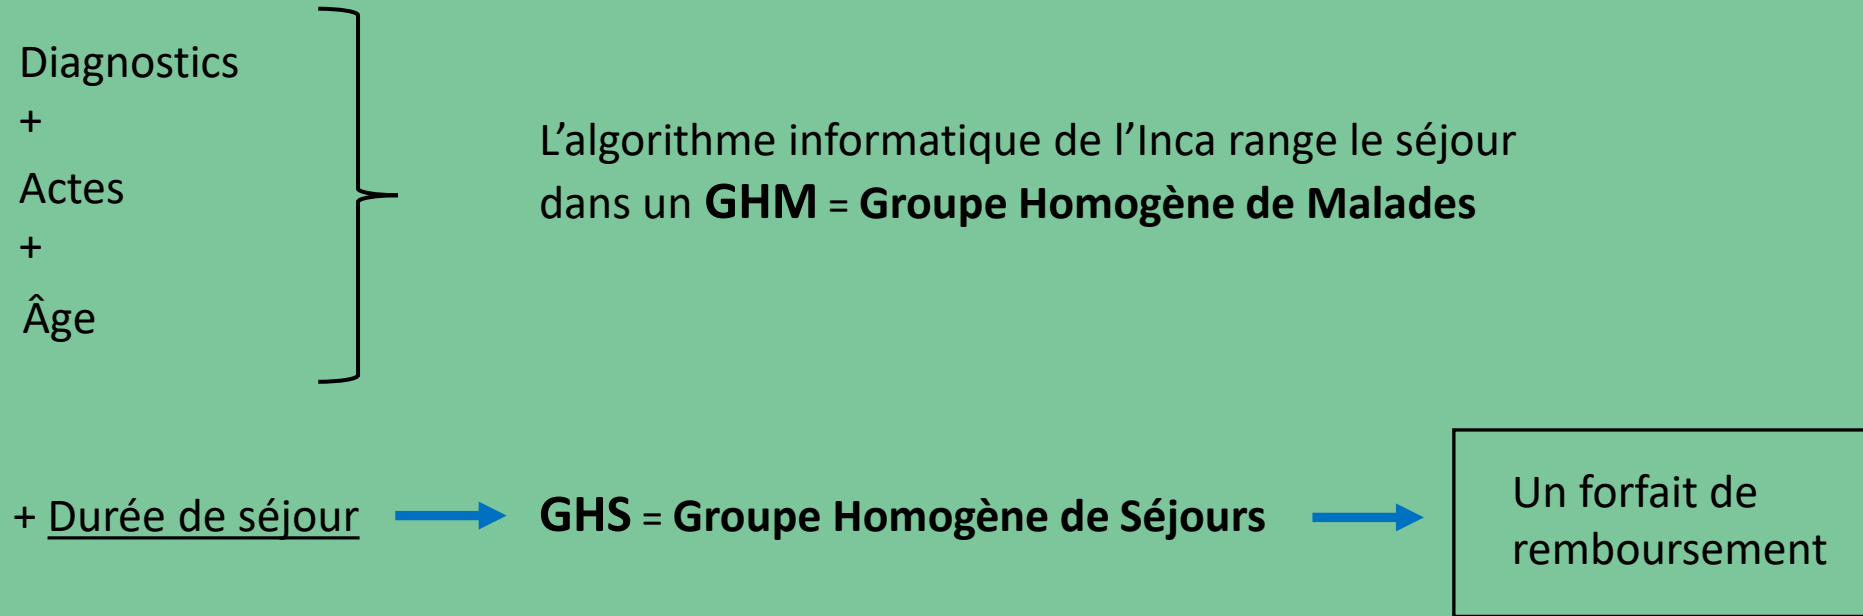 Diagnostics
+
Actes
+
Âge
L’algorithme informatique de l’Inca range le séjour
dans un GHM = Groupe Homogène de Malades
+ Durée de séjour
GHS = Groupe Homogène de Séjours
Un forfait de
remboursement